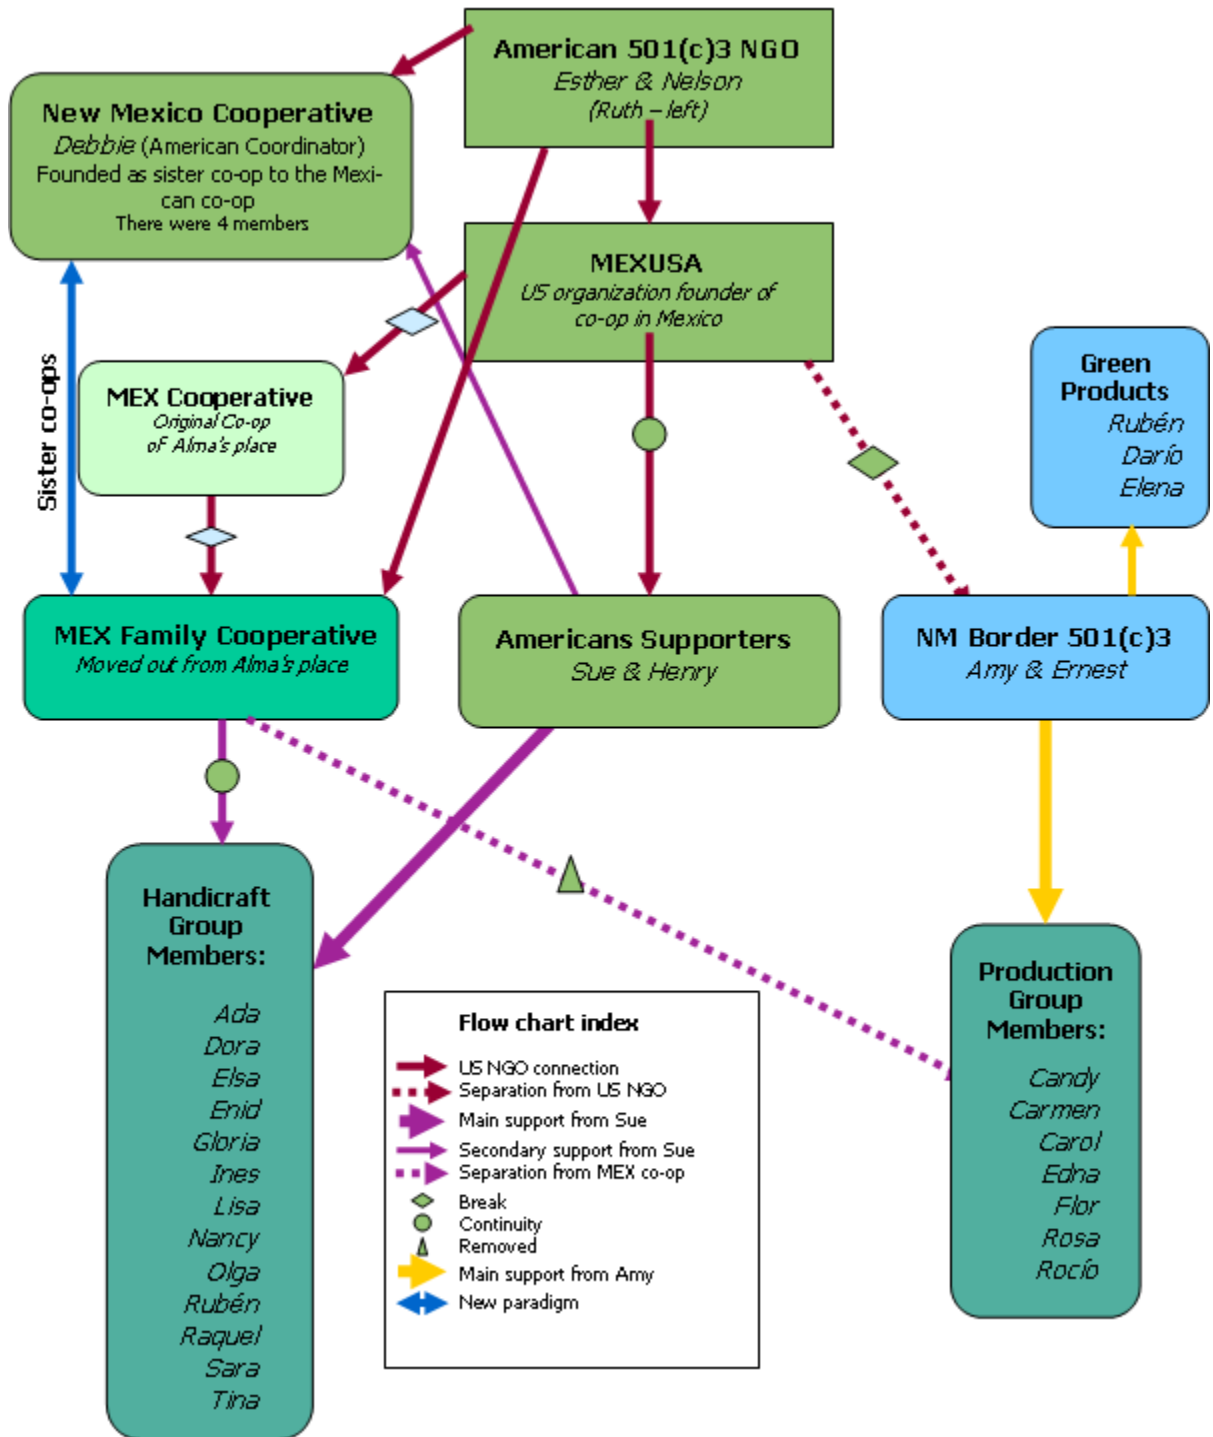 American 501(c)3 NGO
Esther & Nelson
(Ruth – left)
New Mexico Cooperative
Debbie (American Coordinator)
Founded as sister co-op to the Mexi-
can co-op
There were 4 members
MEXUSA
US organization founder of
co-op in Mexico
Green
Products
Rubén
Darío
Elena
MEX Cooperative
Original Co-op
of Alma's place
Sister co-ops
MEX Family Cooperative
Moved out from Alma's place
Americans Supporters
Sue & Henry
NM Border 501(c)3
Amy & Ernest
Handicraft
Group
Members:
Ada
Dora
Elsa
Enid
Gloria
Ines
Lisa
Nancy
Olga
Rubén
Raquel
Sara
Tina
Flow chart index
US NGO connection
Separation from US NGO
Main support from Sue
Secondary support from Sue
Separation from MEX co-op
Break
Continuity
Removed
Main support from Amy
New paradigm
Production
Group
Members:
Candy
Carmen
Carol
Edna
Flor
Rosa
Rocío